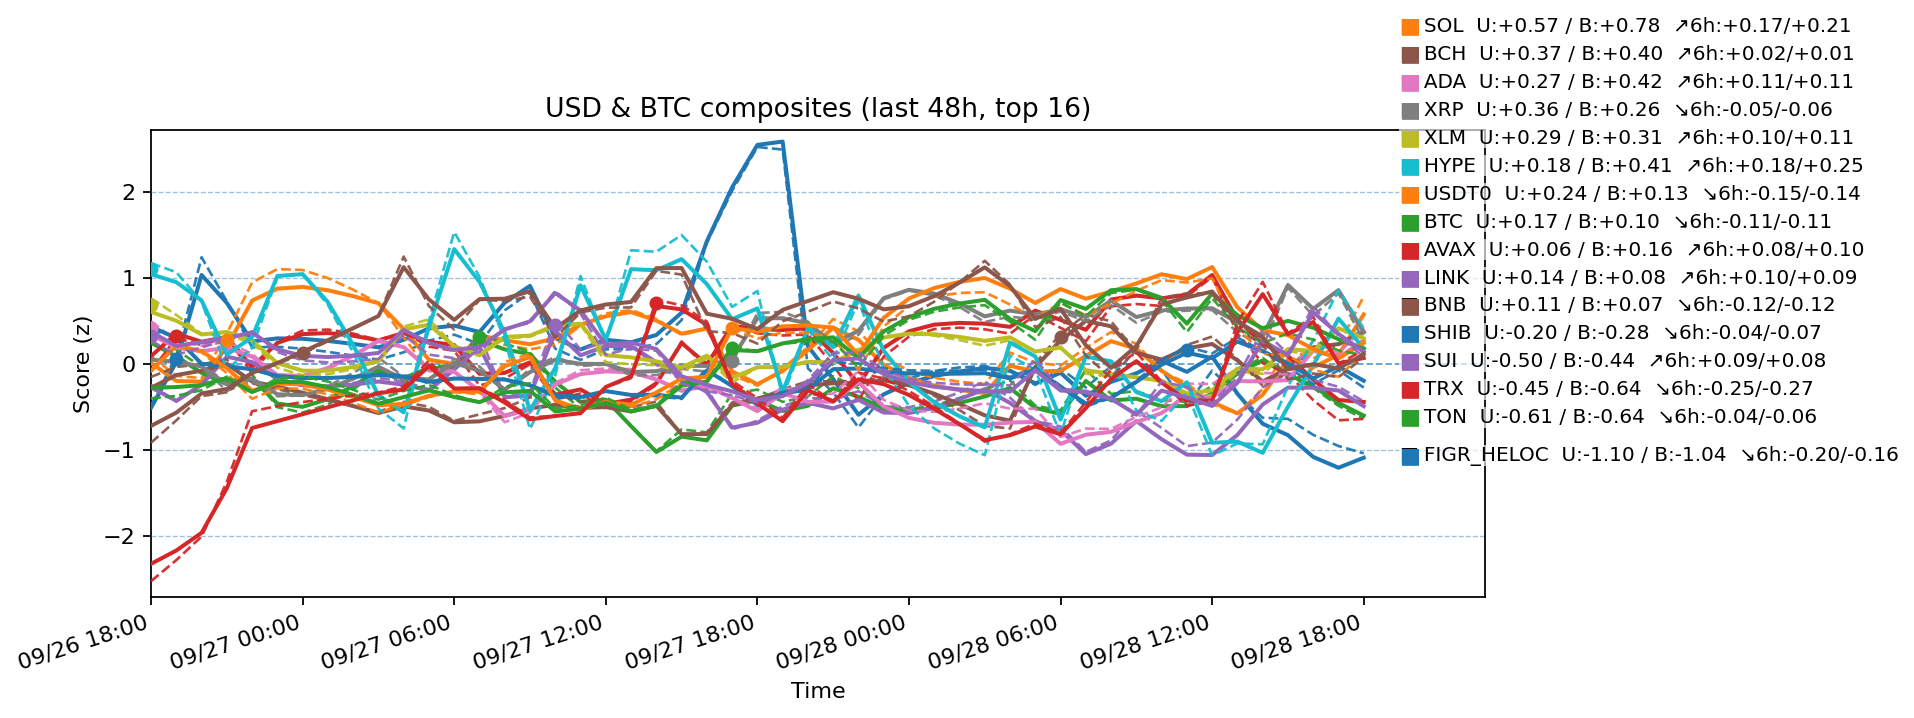 USD & BTC composites (last 48h, top 16)
SOL  U:+0.57 / B:+0.78  ↗6h:+0.17/+0.21
BCH  U:+0.37 / B:+0.40  ↗6h:+0.02/+0.01
ADA  U:+0.27 / B:+0.42  ↗6h:+0.11/+0.11
XRP  U:+0.36 / B:+0.26  ↘6h:-0.05/-0.06
XLM  U:+0.29 / B:+0.31  ↗6h:+0.10/+0.11
HYPE  U:+0.18 / B:+0.41  ↗6h:+0.18/+0.25
USDT0  U:+0.24 / B:+0.13  ↘6h:-0.15/-0.14
BTC  U:+0.17 / B:+0.10  ↘6h:-0.11/-0.11
AVAX  U:+0.06 / B:+0.16  ↗6h:+0.08/+0.10
LINK  U:+0.14 / B:+0.08  ↗6h:+0.10/+0.09
BNB  U:+0.11 / B:+0.07  ↘6h:-0.12/-0.12
SHIB  U:-0.20 / B:-0.28  ↘6h:-0.04/-0.07
SUI  U:-0.50 / B:-0.44  ↗6h:+0.09/+0.08
TRX  U:-0.45 / B:-0.64  ↘6h:-0.25/-0.27
TON  U:-0.61 / B:-0.64  ↘6h:-0.04/-0.06
FIGR_HELOC  U:-1.10 / B:-1.04  ↘6h:-0.20/-0.16
Score (z)
2
1
0
−1
−2
09/26 18:00
09/27 00:00
09/27 06:00
09/27 12:00
09/27 18:00
09/28 00:00
09/28 06:00
09/28 12:00
09/28 18:00
Time